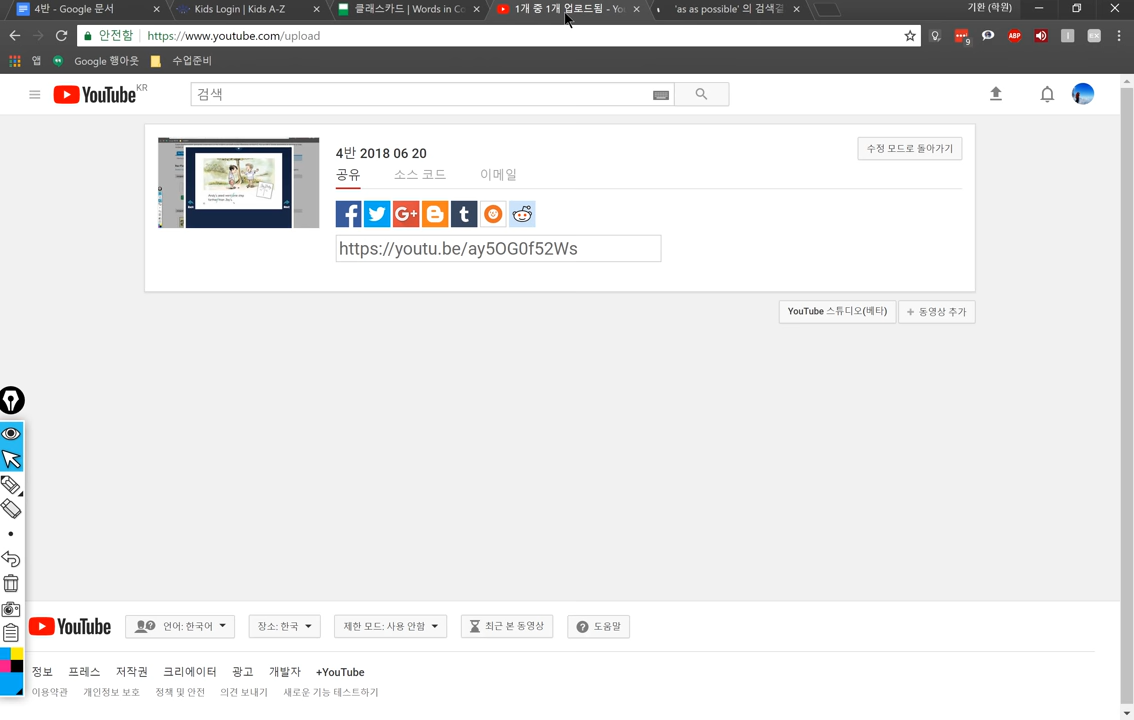 4반 - Google 문서
Kids Login | Kids A-Z
클래스카드 | Words in Co
1개 중 1개 업로드됨 - Yo
'as as possible' 의 검색결
기환 (학원)
안전함
https://www.youtube.com/upload
9
ABP
앱
Google 행아웃
수업준비
YouTube KR
검색
4반 2018 06 20
수정 모드로 돌아가기
공유
소스 코드
이메일
https://youtu.be/ay5OG0f52Ws
YouTube 스튜디오(베타)
+ 동영상 추가
YouTube
언어: 한국어
장소: 한국
제한 모드: 사용 안함
최근 본 동영상
도움말
정보 프레스 저작권 크리에이터 광고 개발자 +YouTube
이용약관 개인정보 보호 정책 및 안전 의견 보내기 새로운 기능 테스트하기